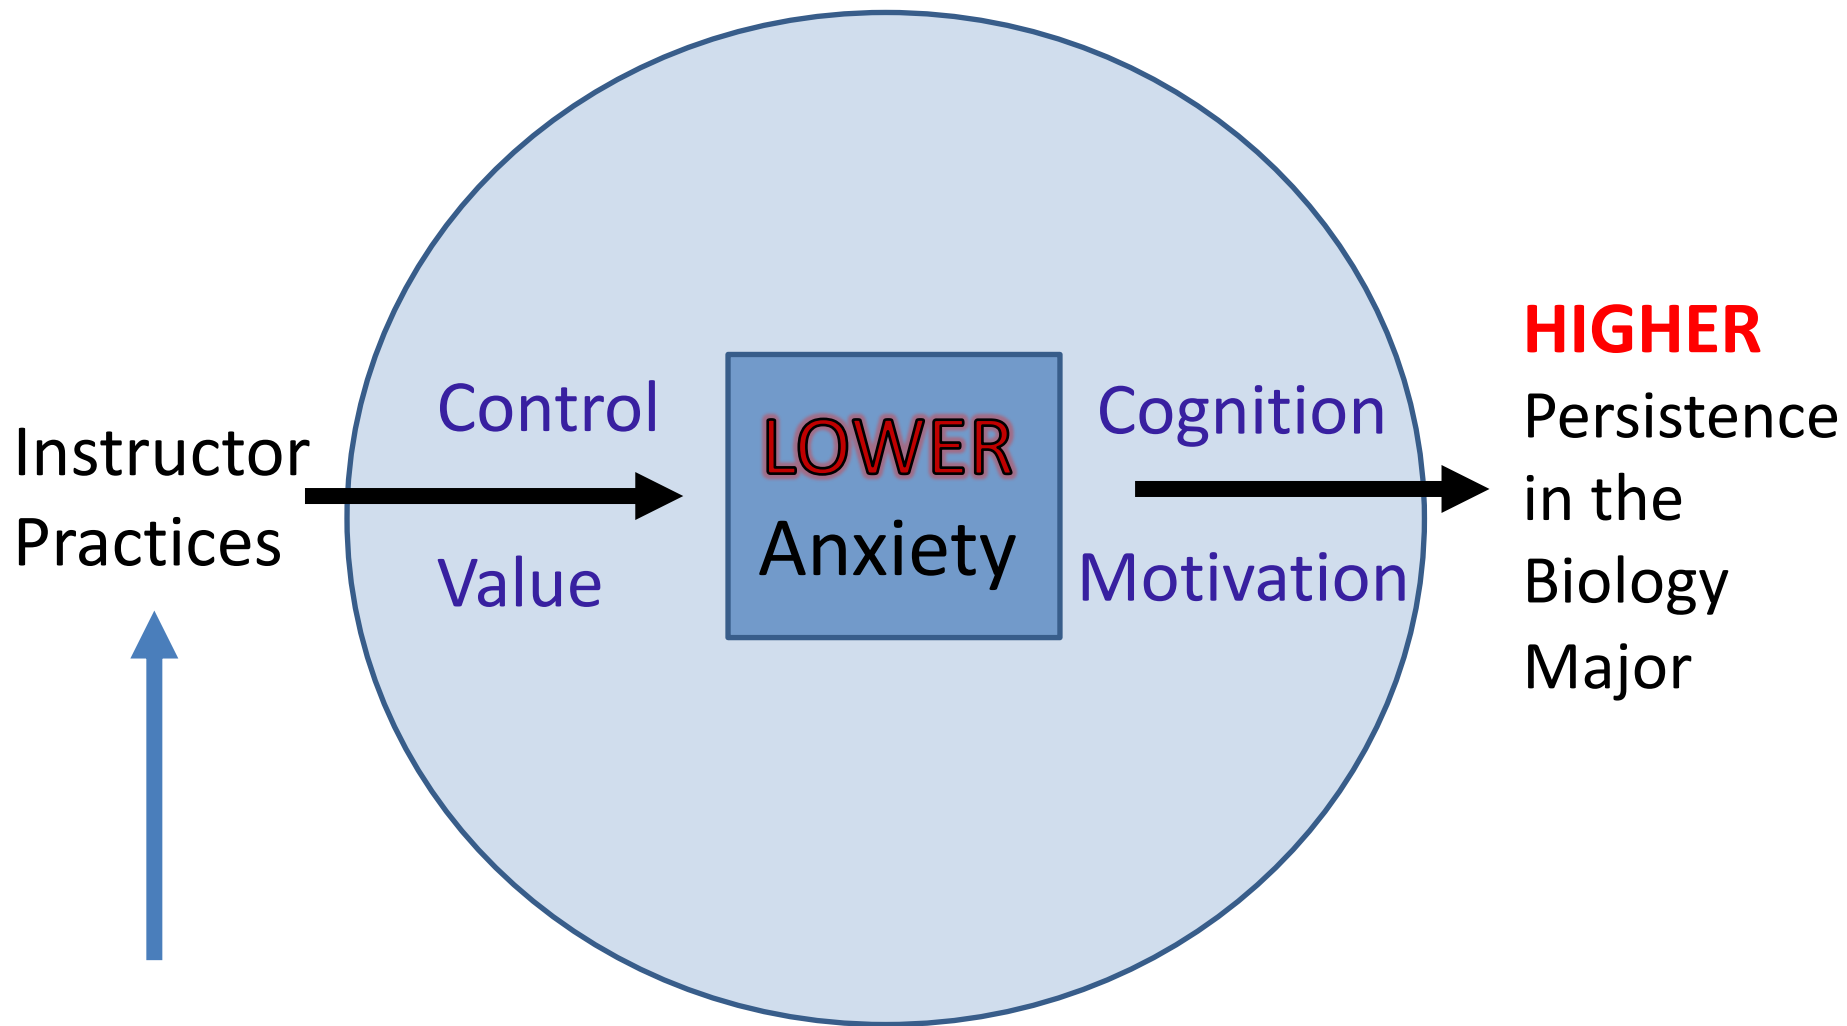 Instructor
Practices
Control
Value
LOWER
Anxiety
Cognition
Motivation
HIGHER
Persistence
in the
Biology
Major